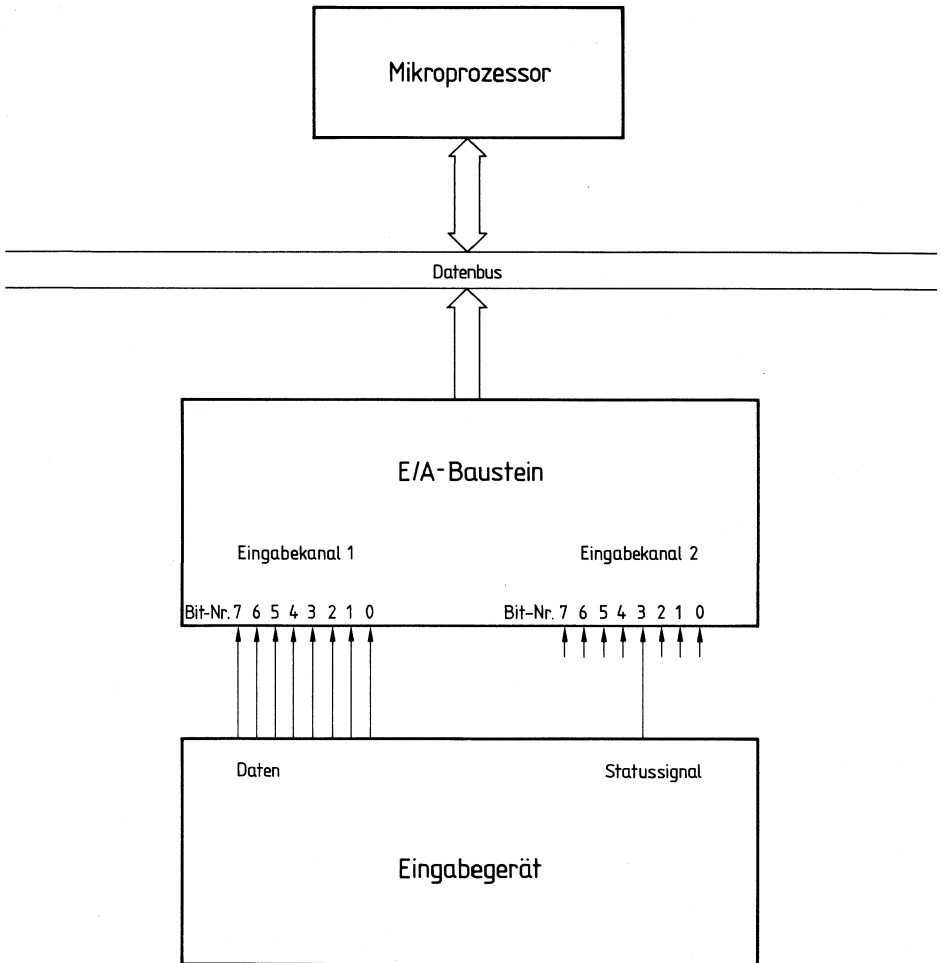 Mikroprozessor
Datenbus
E/A-Baustein
Eingabekanal 1 Eingabekanal 2
Bit-Nr. 7 6 5 4 3 2 1 0 Bit-Nr. 7 6 5 4 3 2 1 0
Daten Statussignal
Eingabegerät